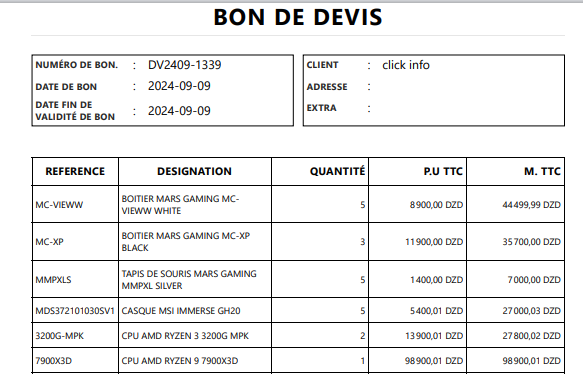 BON DE DEVIS
NUMÉRO DE BON. : DV2409-1339
DATE DE BON : 2024-09-09
DATE FIN DE
VALIDITÉ DE BON : 2024-09-09
CLIENT : click info
ADRESSE :
EXTRA :
REFERENCE DESIGNATION QUANTITÉ P.U TTC M. TTC
MC-VIEWW BOITIER MARS GAMING MC-
VIEWW WHITE 5 8 900,00 DZD 44 499,99 DZD
MC-XP BOITIER MARS GAMING MC-XP
BLACK 3 11 900,00 DZD 35 700,00 DZD
MMPXLS TAPIS DE SOURIS MARS GAMING
MMPXL SILVER 5 1 400,00 DZD 7 000,00 DZD
MDS372101030SV1 CASQUE MSI IMMERSE GH20 5 5 400,01 DZD 27 000,03 DZD
3200G-MPK CPU AMD RYZEN 3 3200G MPK 2 13 900,01 DZD 27 800,02 DZD
7900X3D CPU AMD RYZEN 9 7900X3D 1 98 900,01 DZD 98 900,01 DZD